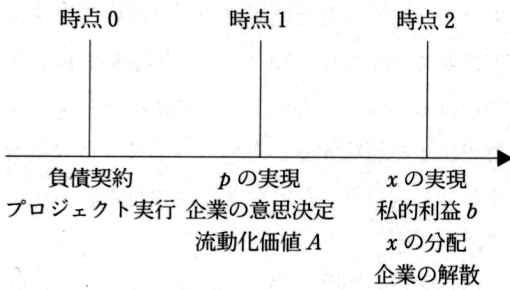 時点 0 時点 1 時点 2
負債契約 p の実現 x の実現
プロジェクト実行 企業の意思決定 私的利益 b
流動化価値 A x の分配
企業の解散